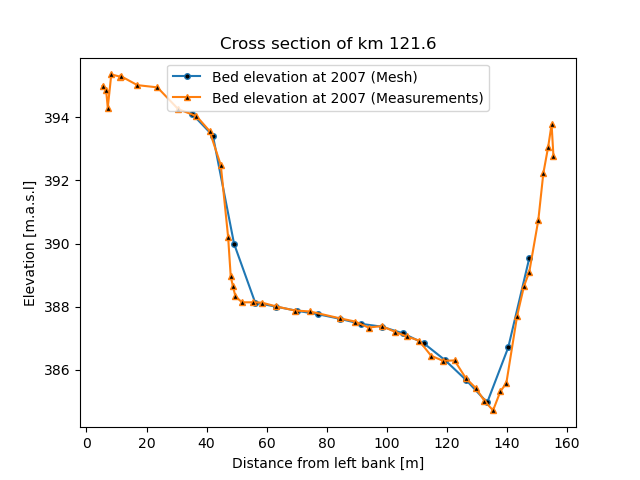 Cross section of km 121.6
Bed elevation at 2007 (Mesh)
Bed elevation at 2007 (Measurements)
Elevation [m.a.s.l]
394
392
390
388
386
0 20 40 60 80 100 120 140 160
Distance from left bank [m]